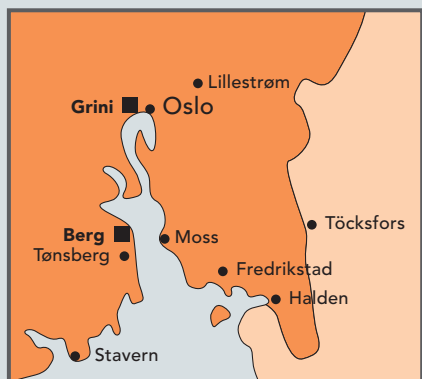 Lillestrøm
Grini
Oslo
Töcksfors
Berg
Moss
Tønsberg
Fredrikstad
Halden
Stavern